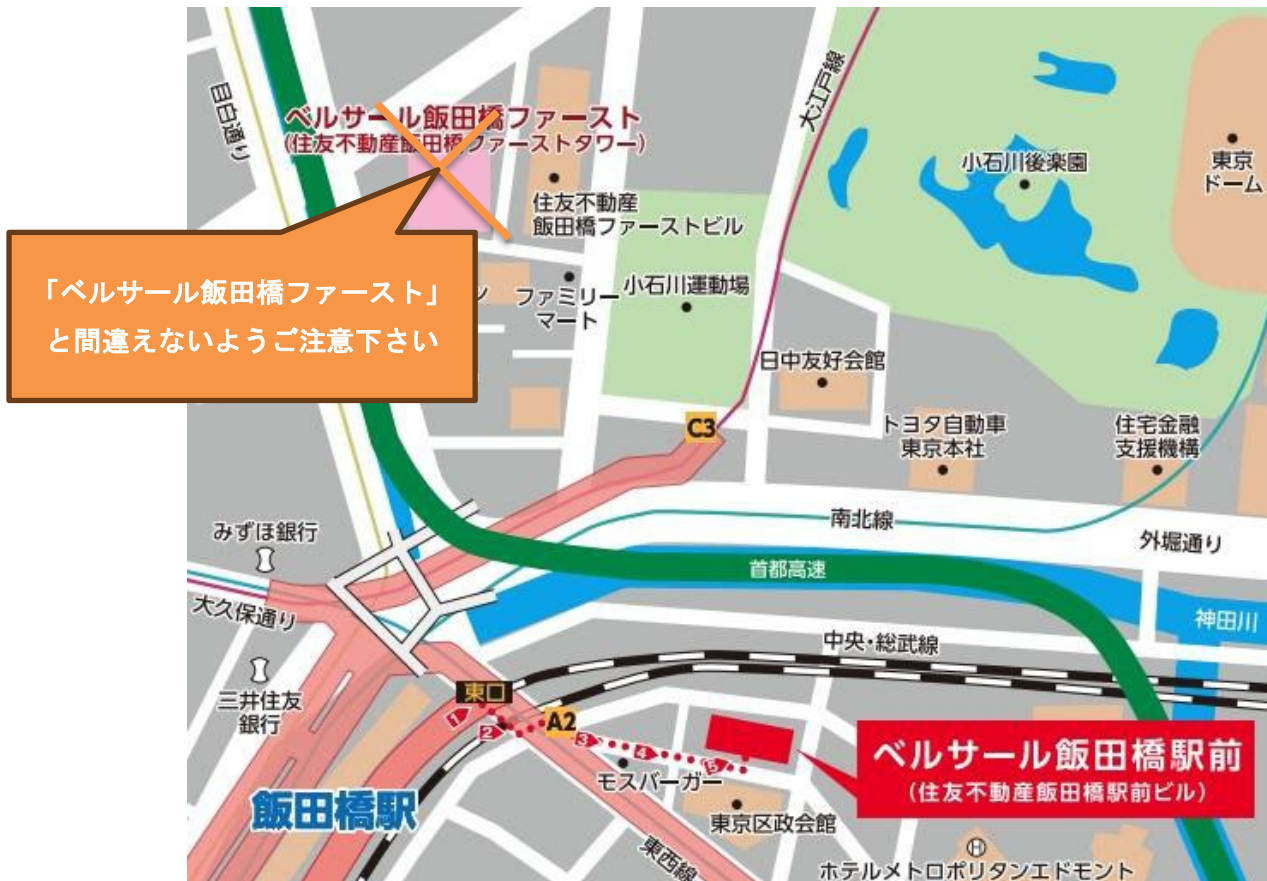 目白通り
ベルサール飯田橋ファースト
(住友不動産飯田橋ファーストタワー)
大江戸線
小石川後楽園
東京
ドーム
住友不動産
飯田橋ファーストビル
「ベルサール飯田橋ファースト」
と間違えないようご注意下さい
ン
ファミリー
マート
小石川運動場
日中友好会館
C3
トヨタ自動車
東京本社
住宅金融
支援機構
みずほ銀行
南北線
外堀通り
首都高速
大久保通り
神田川
中央・総武線
三井住友
銀行
東口
1
2
A2
3
4
5
モスバーガー
ベルサール飯田橋駅前
(住友不動産飯田橋駅前ビル)
飯田橋駅
東京区政会館
東西線
H
ホテルメトロポリタンエドモント